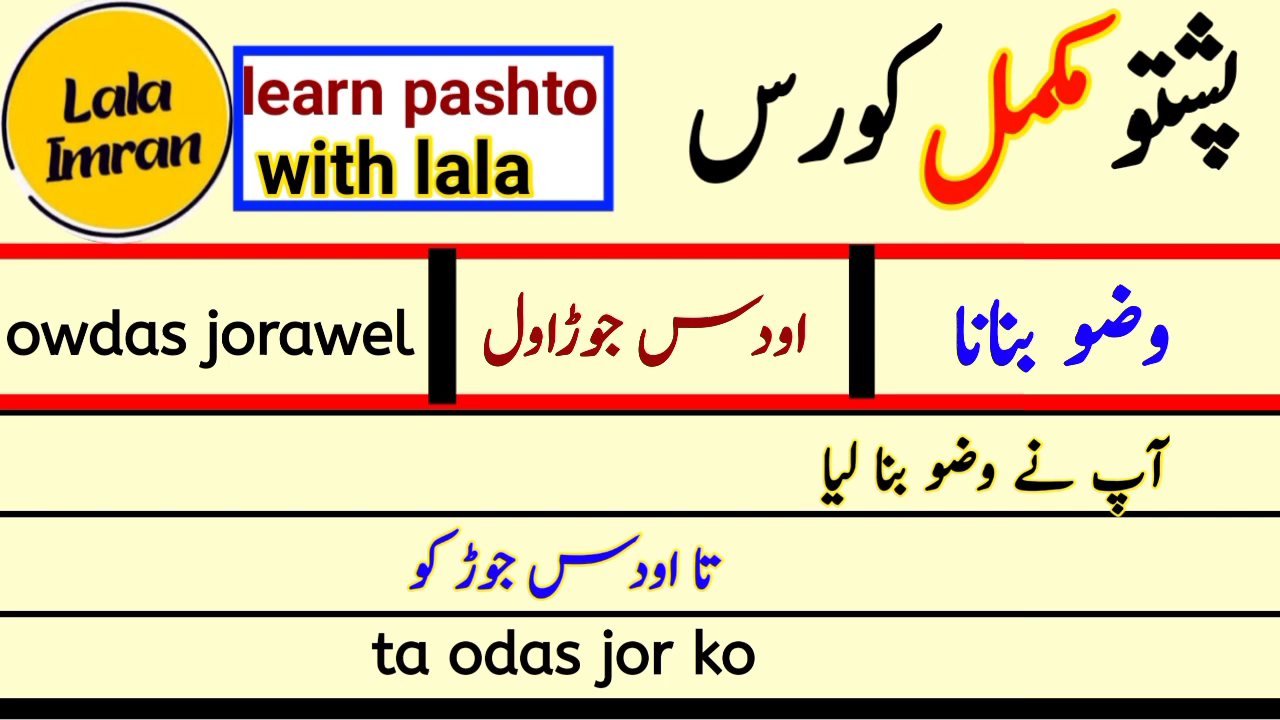 Lala
Imran
learn pashto
with lala
پشتو مکمل کورس
وضو بنانا
اودس جوڑاول
owdas jorawel
آپ نے وضو بنا لیا
تا اودس جوڑ کو
ta odas jor ko